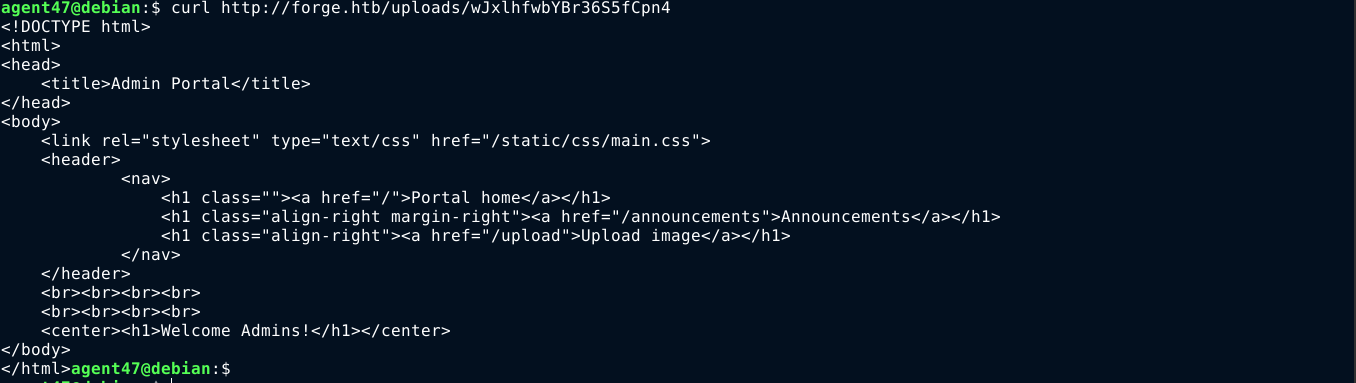 agent47@debian:$ curl http://forge.htb/uploads/wJxlhfwbYBr36S5fCpn4
<!DOCTYPE html>
<html>
<head>
    <title>Admin Portal</title>
</head>
<body>
    <link rel="stylesheet" type="text/css" href="/static/css/main.css">
    <header>
            <nav>
                <h1 class=""><a href="/">Portal home</a></h1>
                <h1 class="align-right margin-right"><a href="/announcements">Announcements</a></h1>
                <h1 class="align-right"><a href="/upload">Upload image</a></h1>
            </nav>
    </header>
    <br><br><br><br>
    <br><br><br><br>
    <center><h1>Welcome Admins!</h1></center>
</body>
</html>agent47@debian:$